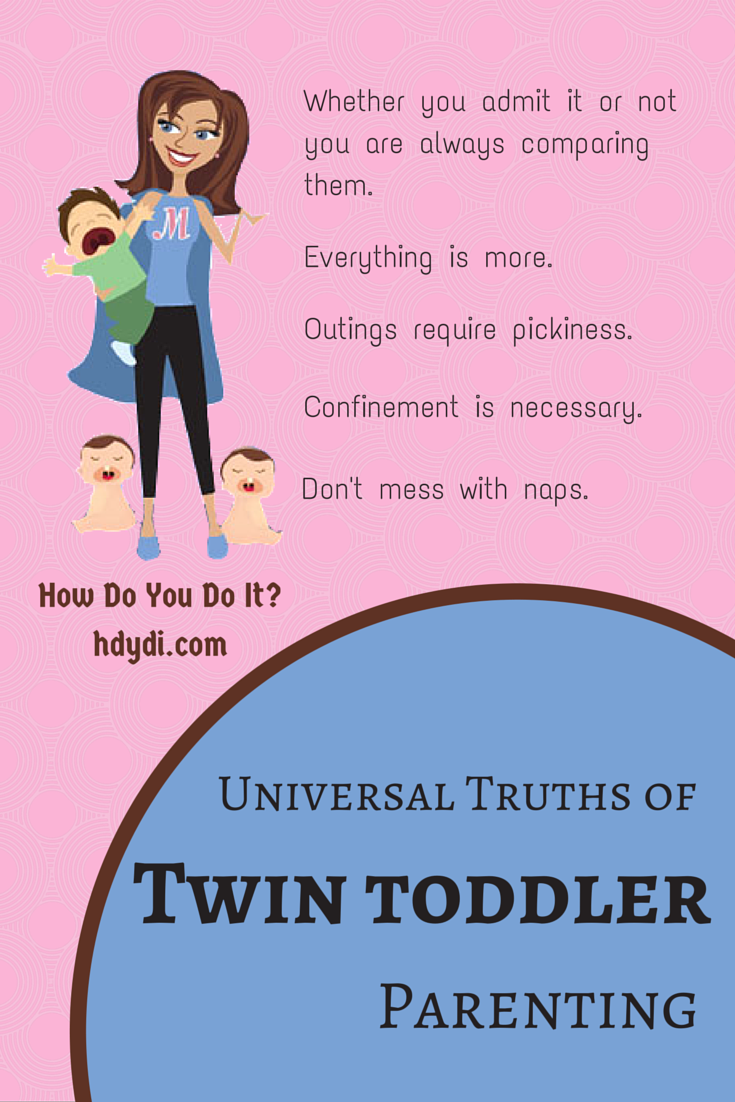 Whether you admit it or not
you are always comparing
them.
Everything is more.
Outings require pickiness.
Confinement is necessary.
Don't mess with naps.
M
How Do You Do It?
hdydi.com
Universal Truths of
Twin toddler
Parenting